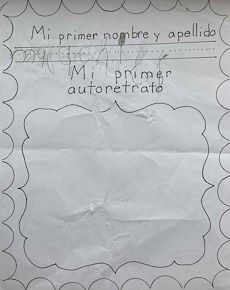 Mi primer nombre y apellido
Mi primer
autoretrato